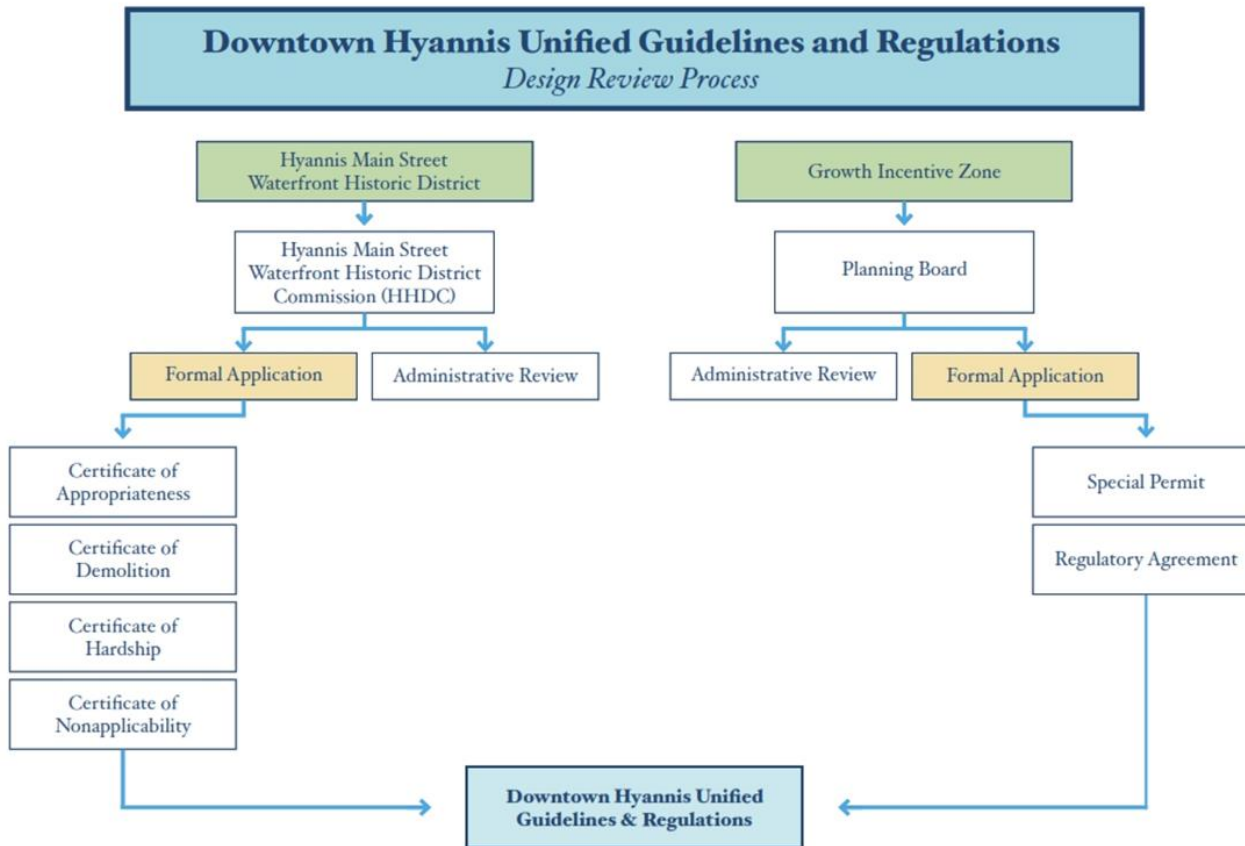 Downtown Hyannis Unified Guidelines and Regulations
Design Review Process
Hyannis Main Street
Waterfront Historic District
Growth Incentive Zone
Hyannis Main Street
Waterfront Historic District
Commission (HHDC)
Planning Board
Formal Application
Administrative Review
Administrative Review
Formal Application
Certificate of
Appropriateness
Special Permit
Certificate of
Demolition
Regulatory Agreement
Certificate of
Hardship
Certificate of
Nonapplicability
Downtown Hyannis Unified
Guidelines & Regulations